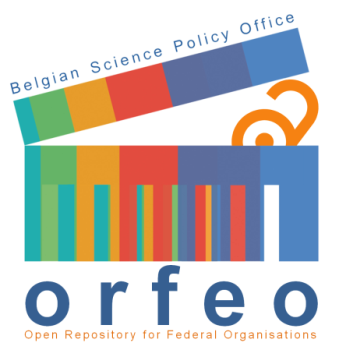 Belgian Science Policy Office
orfeo
Open Repository for Federal Organisations